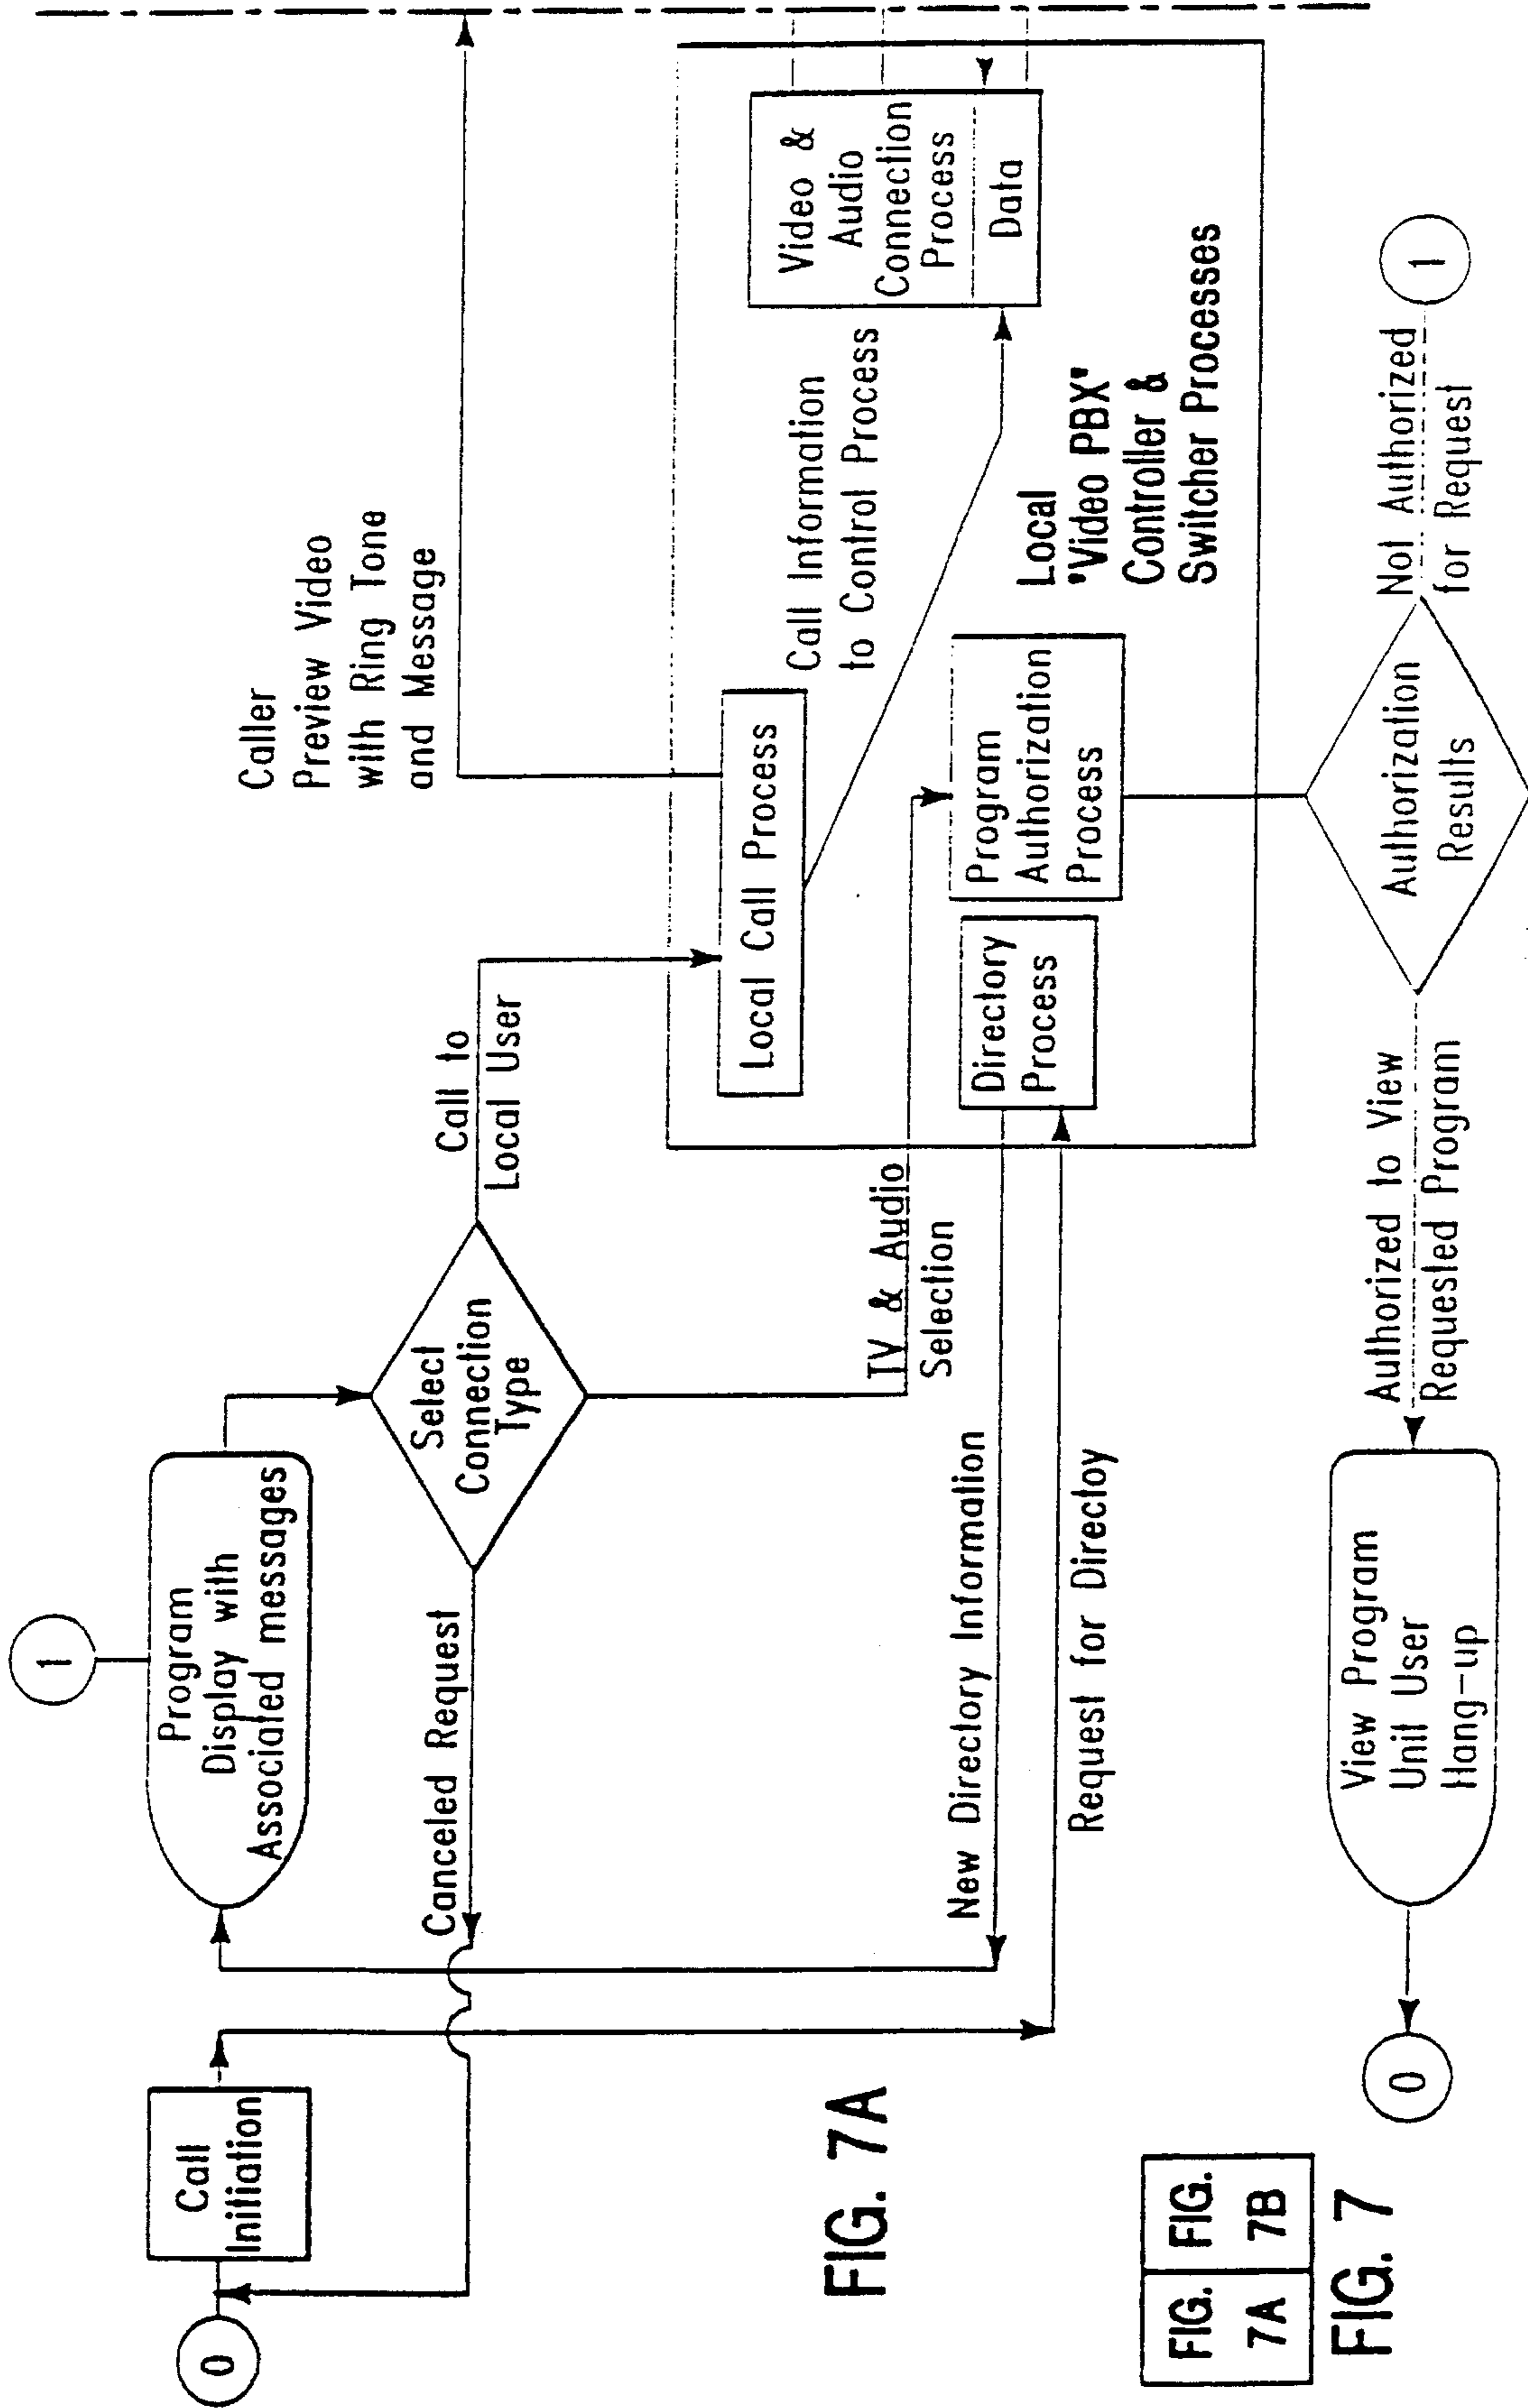 0
Call
Initiation
1
Program
Display with
Associated messages
Canceled Request
Select
Connection
Type
Call to
Local User
Caller
Preview Video
with Ring Tone
and Message
TV & Audio
Selection
New Directory Information
Request for Directoy
Local Call Process
Call Information
to Control Process
Video &
Audio
Connection
Process
Data
Directory
Process
Program
Authorization
Process
Local
"Video PBX"
Controller &
Switcher Processes
FIG. 7A
0
View Program
Unit User
Hang-up
Authorized to View
Requested Program
Authorization
Results
Not Authorized
for Request
1
FIG. FIG.
7A 7B
FIG. 7